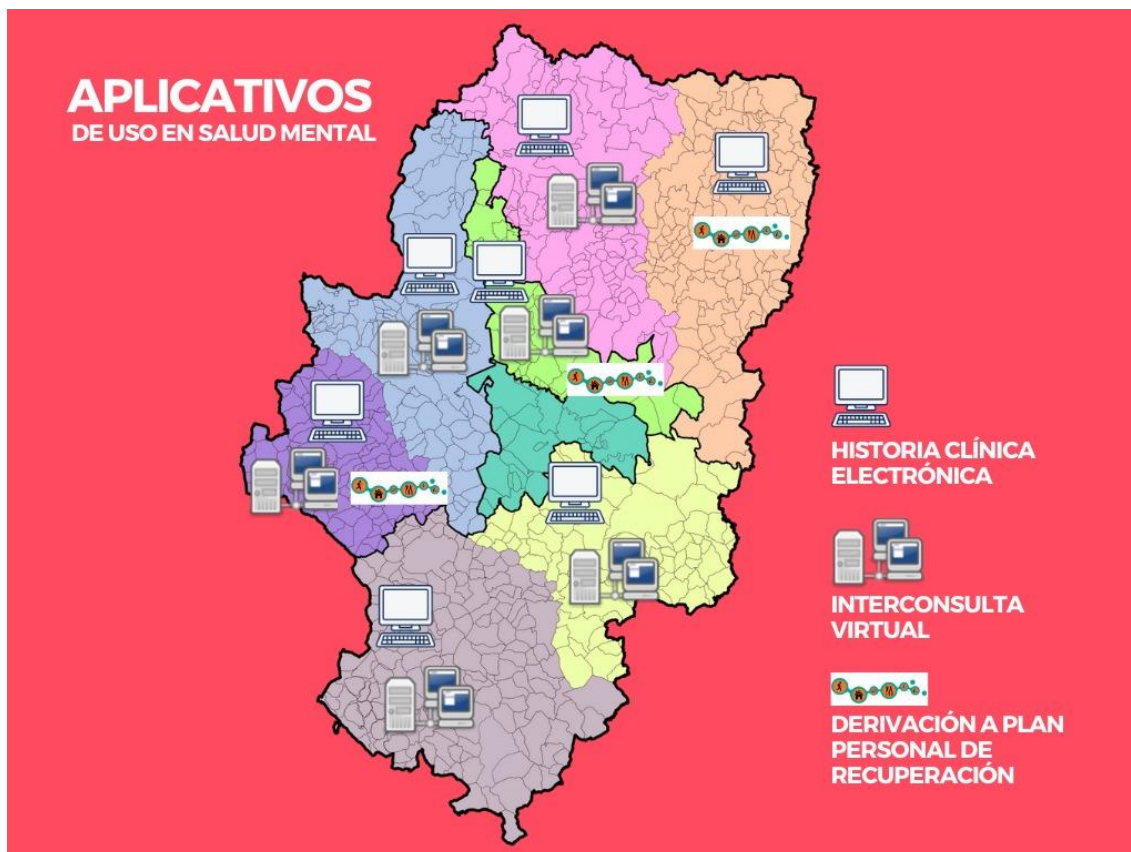 APLICATIVOS
DE USO EN SALUD MENTAL
HISTORIA CLÍNICA
ELECTRÓNICA
INTERCONSULTA
VIRTUAL
DERIVACIÓN A PLAN
PERSONAL DE
RECUPERACIÓN